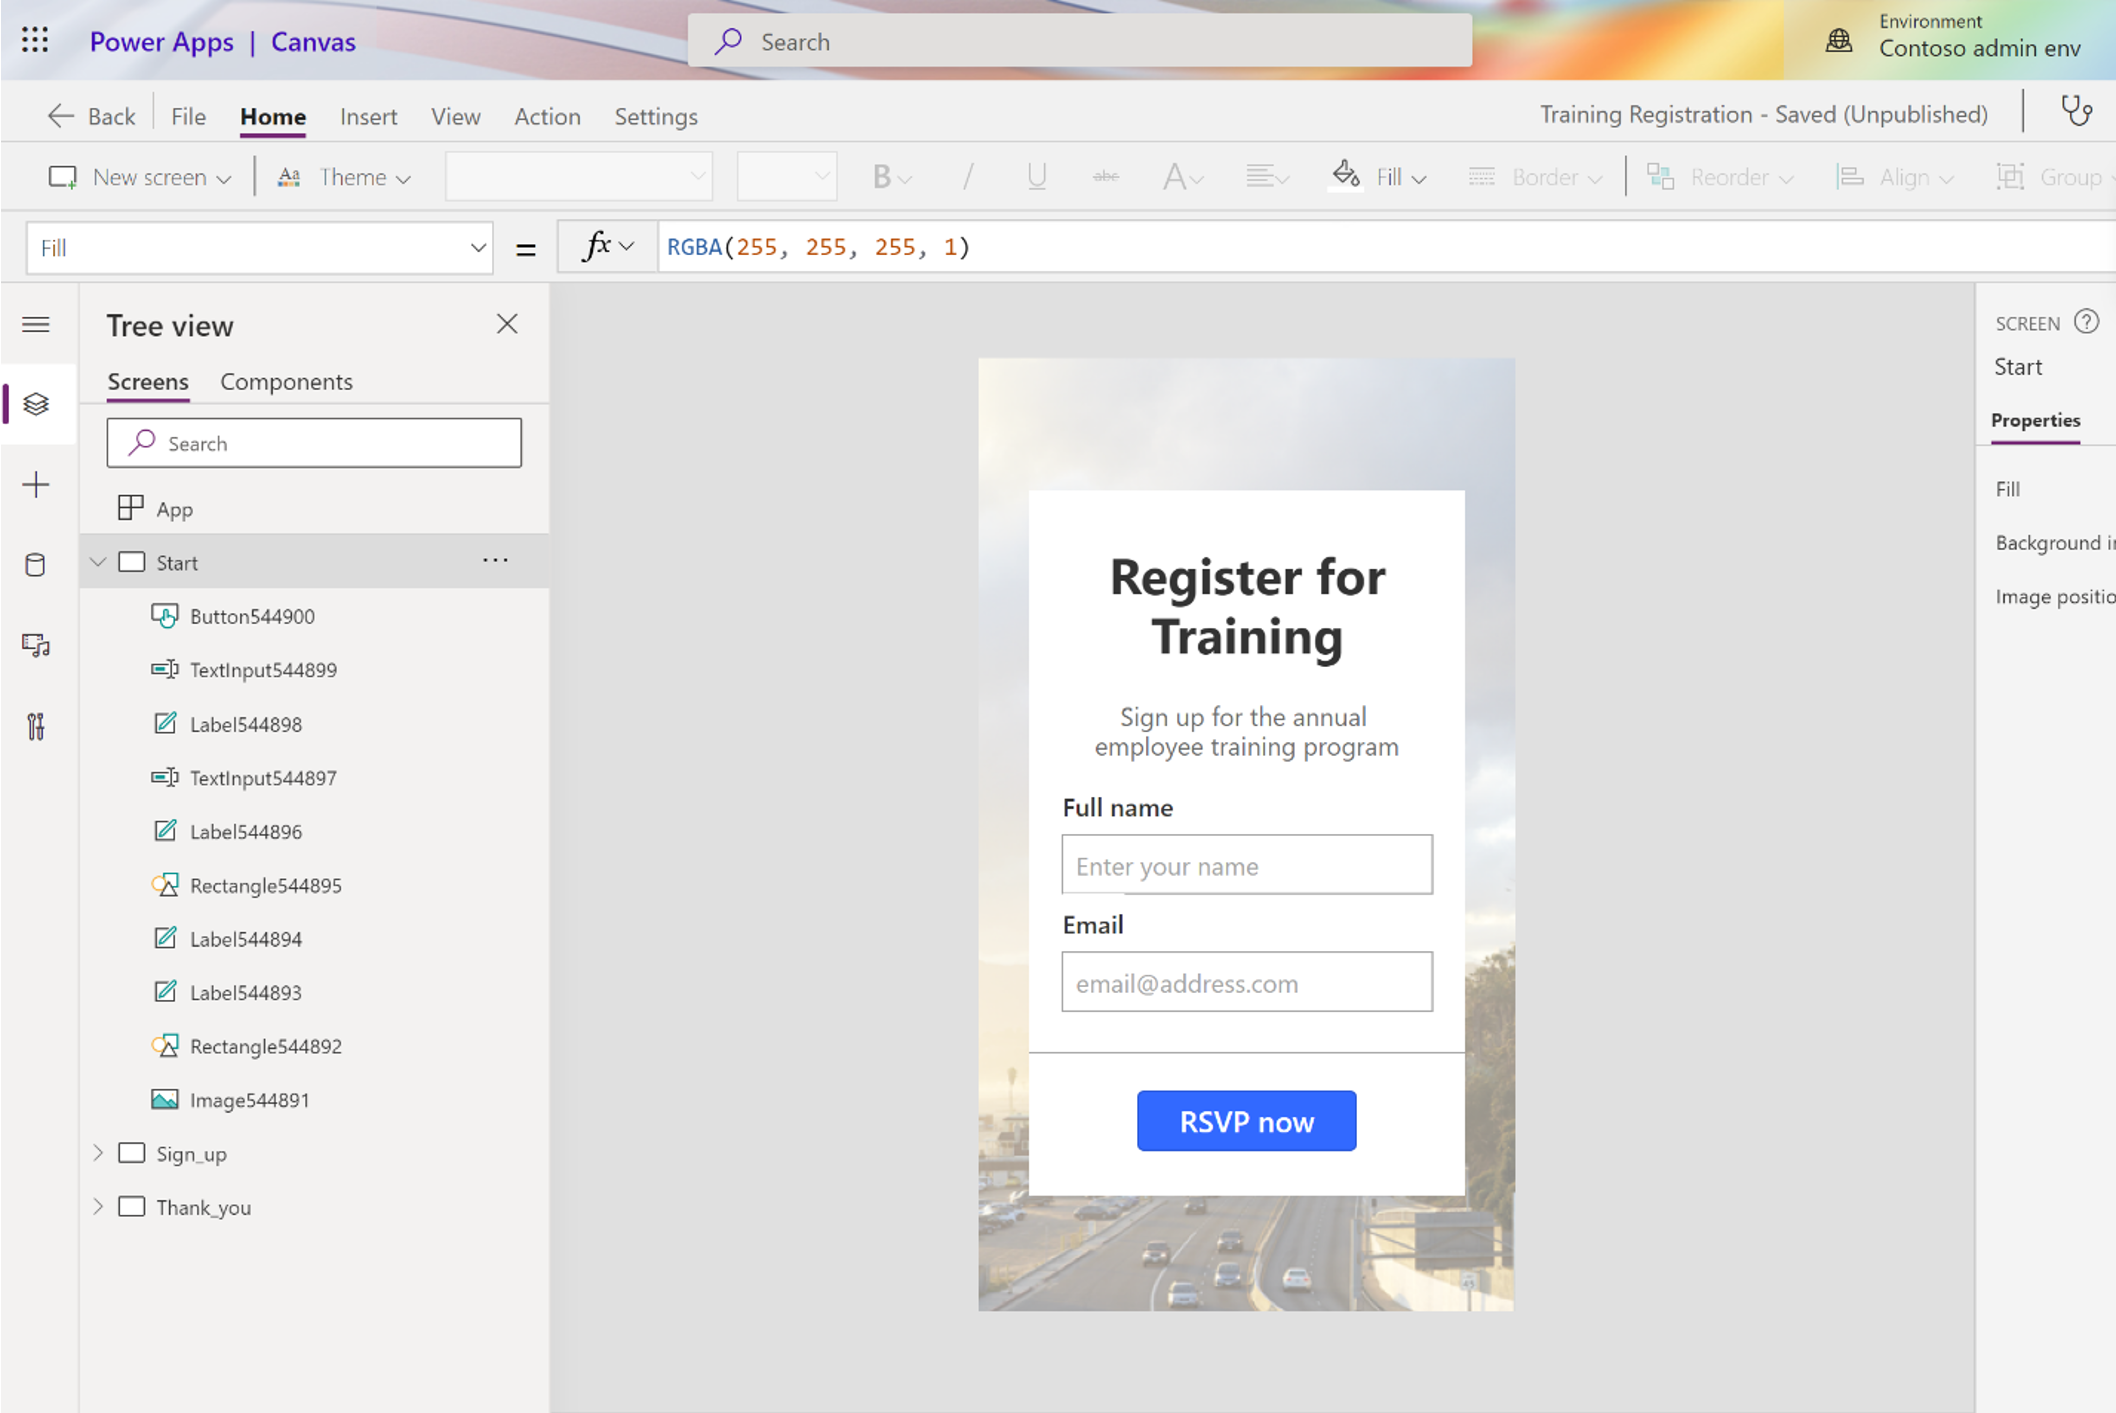 Power Apps | Canvas
Search
Environment
Contoso admin env
Back
File
Home
Insert
View
Action
Settings
Training Registration - Saved (Unpublished)
New screen
Aa
Theme
B
/
U
abc
A
Fill
Border
Reorder
Align
Group
Fill
=
fx
RGBA(255, 255, 255, 1)
Tree view
Screens
Components
Search
App
Start
...
Button544900
TextInput544899
Label544898
TextInput544897
Label544896
Rectangle544895
Label544894
Label544893
Rectangle544892
Image544891
Sign_up
Thank_you
Register for
Training
Sign up for the annual
employee training program
Full name
Enter your name
Email
email@address.com
RSVP now
45
SCREEN ?
Start
Properties
Fill
Background
Image positio